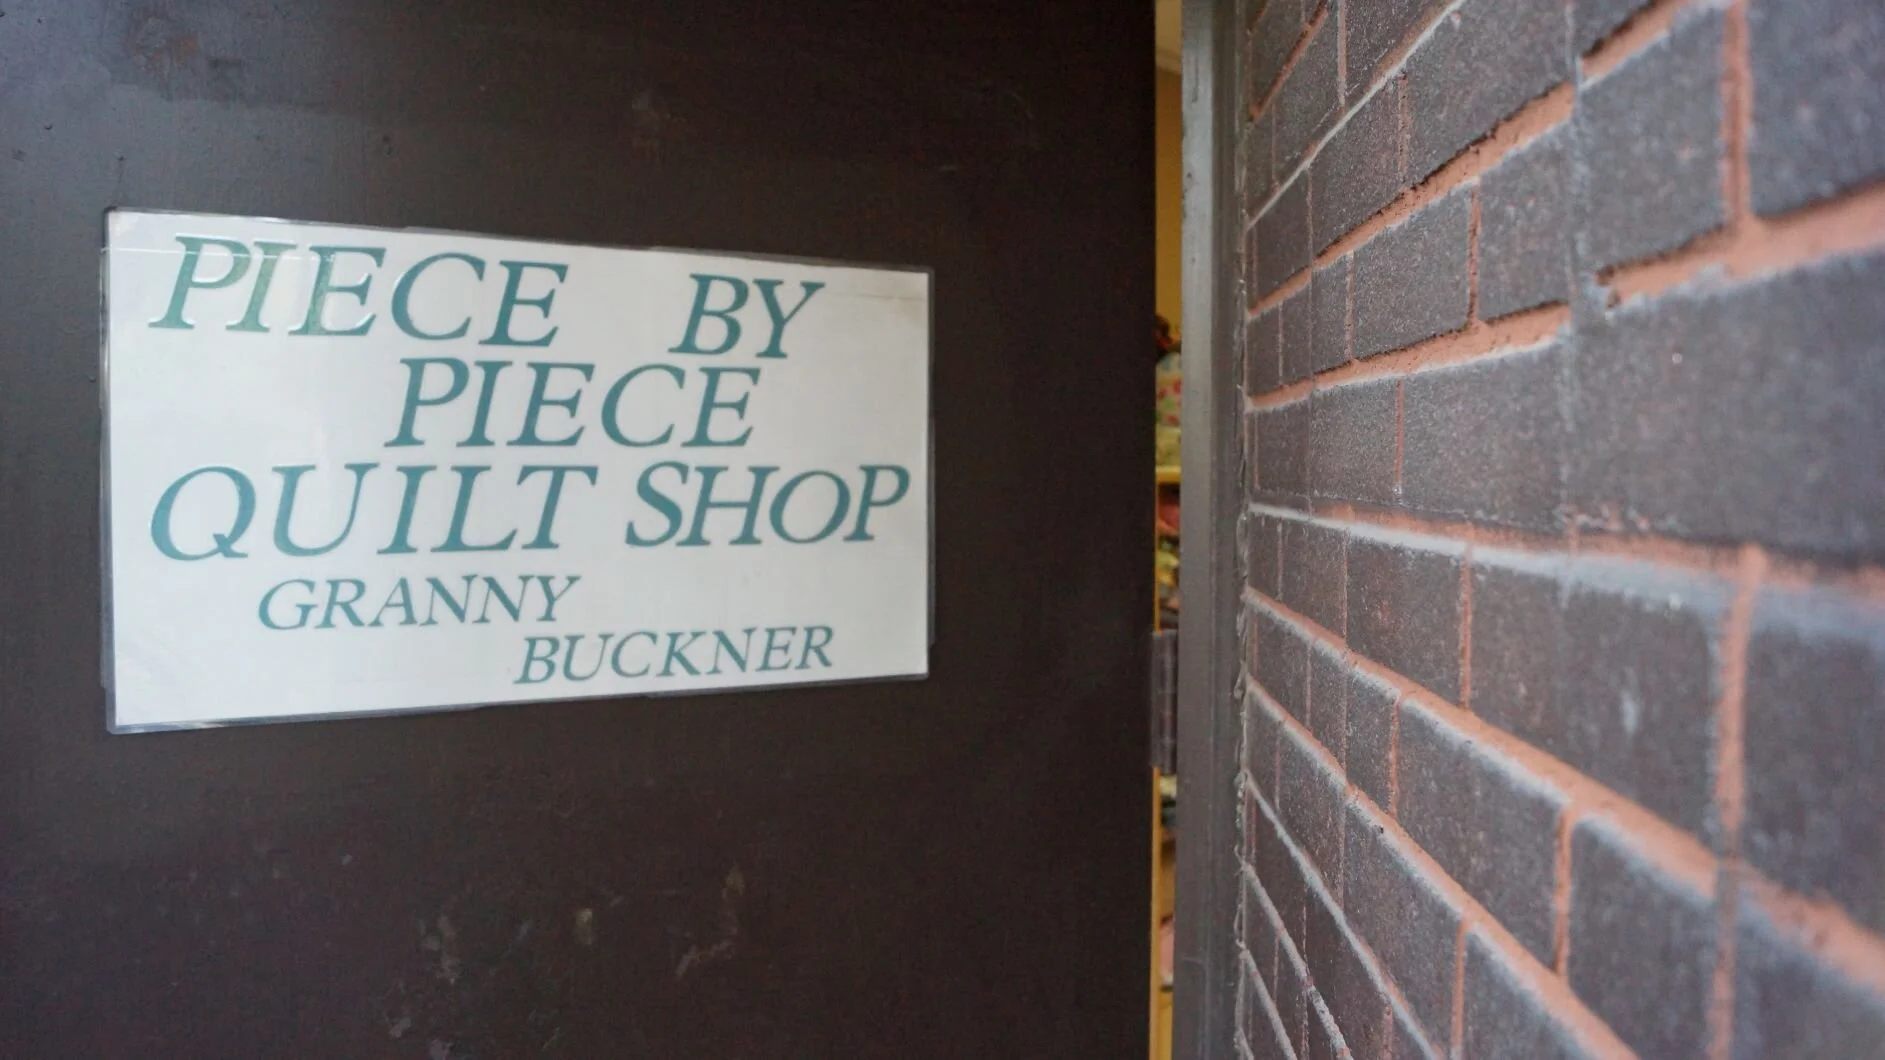 PIECE BY
PIECE
QUILT SHOP
GRANNY
BUCKNER